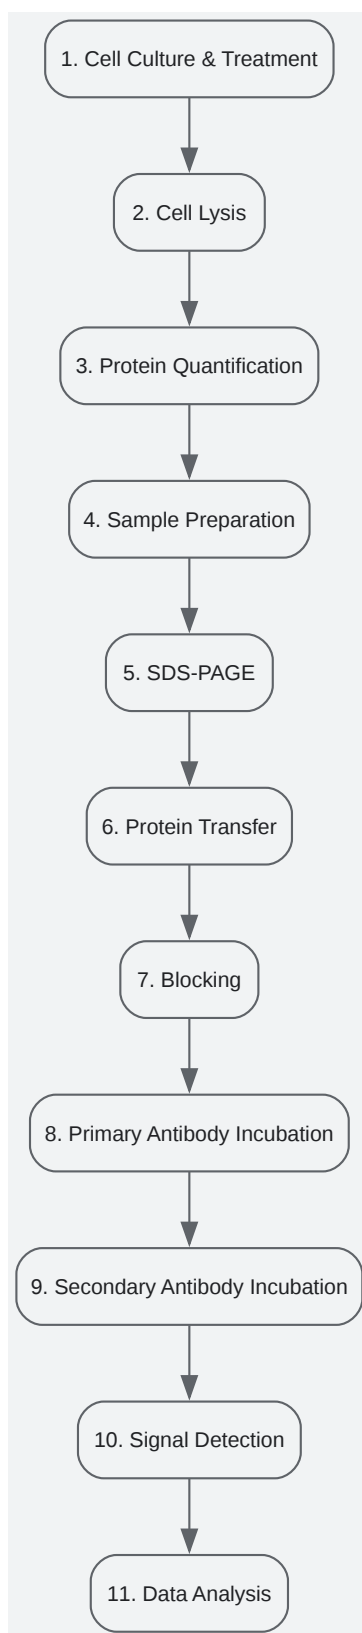 1. Cell Culture & Treatment
2. Cell Lysis
3. Protein Quantification
4. Sample Preparation
5. SDS-PAGE
6. Protein Transfer
7. Blocking
8. Primary Antibody Incubation
9. Secondary Antibody Incubation
10. Signal Detection
11. Data Analysis